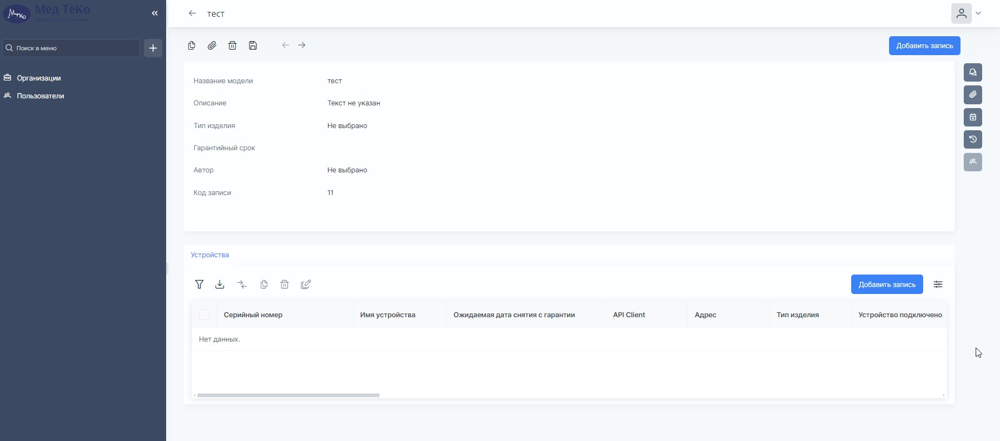 Мед ТеКо
тест
Поиск в меню
Добавить запись
Организации
Пользователи
Название модели тест
Описание Текст не указан
Тип изделия Не выбрано
Гарантийный срок
Автор Не выбрано
Код записи 11
Устройства
Добавить запись
Серийный номер Имя устройства Ожидаемая дата снятия с гарантии API Client Адрес Тип изделия Устройство подключено
Нет данных.